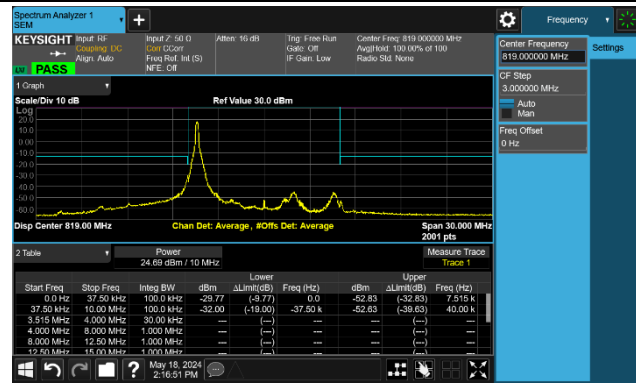 Spectrum Analyzer 1
SEM
Frequency
KEYSIGHT Input: RF
Coupling: DC
Align: Auto
Input Z: 50 Ω
Corr CCorr
Freq Ref: Int (S)
NFE: Off
Atten: 16 dB
Trig: Free Run
Gate: Off
IF Gain: Low
Center Freq: 819.000000 MHz
Avg|Hold: 100.00% of 100
Radio Std: None
PASS
Center Frequency
819.000000 MHz
Settings
CF Step
3.000000 MHz
Auto
Man
Freq Offset
0 Hz
1 Graph
Scale/Div 10 dB
Ref Value 30.0 dBm
Log
20.0
10.0
0.00
-10.0
-20.0
-30.0
-40.0
-50.0
-60.0
Disp Center 819.00 MHz
Chan Det: Average, #Offs Det: Average
Span 30.000 MHz
2001 pts
2 Table
Power
24.69 dBm / 10 MHz
Measure Trace
Trace 1
Lower Upper
Start Freq Stop Freq Integ BW dBm ΔLimit(dB) Freq (Hz) dBm ΔLimit(dB) Freq (Hz)
0.0 Hz 37.50 kHz 100.0 kHz -29.77 (-9.77) 0.0 -52.83 (-32.83) 7.515 k
37.50 kHz 10.00 MHz 100.0 kHz -32.00 (-19.00) -37.50 k -52.63 (-39.63) 40.00 k
3.515 MHz 4.000 MHz 30.00 kHz --- (---) --- (---)
4.000 MHz 8.000 MHz 1.000 MHz --- (---) --- (---)
8.000 MHz 12.50 MHz 1.000 MHz --- (---) --- (---)
12.50 MHz 15.00 MHz 1.000 MHz --- (---) --- (---)
? May 18, 2024
2:16:51 PM